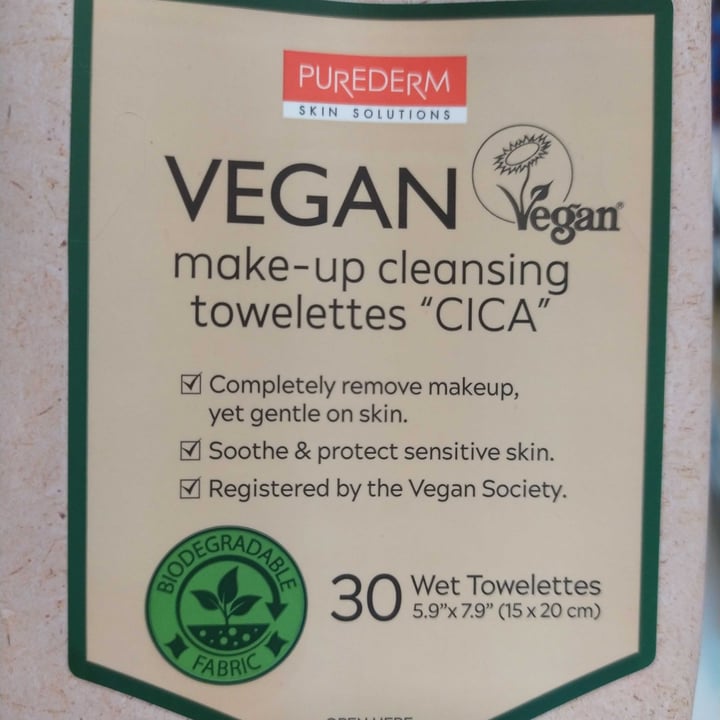 PUREDERM
SKIN SOLUTIONS
VEGAN
Vegan®
make-up cleansing
towelettes “CICA”
Completely remove makeup,
yet gentle on skin.
Soothe & protect sensitive skin.
Registered by the Vegan Society.
BIODEGRADABLE
FABRIC
30 Wet Towelettes
5.9”x 7.9” (15 x 20 cm)
OPEN HERE